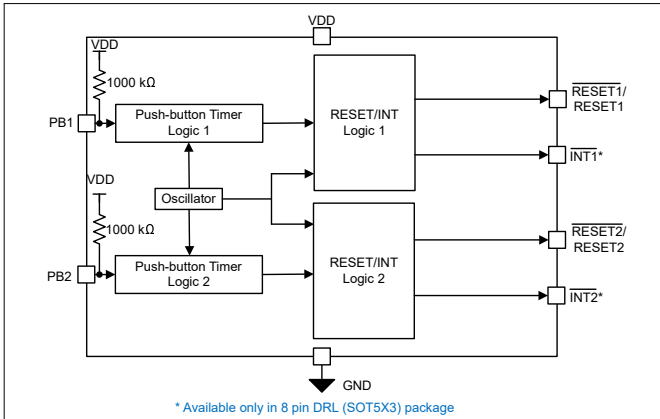 VDD
VDD
1000 kΩ
PB1
Push-button Timer
Logic 1
RESET/INT
Logic 1
RESET1/
RESET1
INT1*
VDD
Oscillator
1000 kΩ
PB2
Push-button Timer
Logic 2
RESET/INT
Logic 2
RESET2/
RESET2
INT2*
GND
* Available only in 8 pin DRL (SOT5X3) package